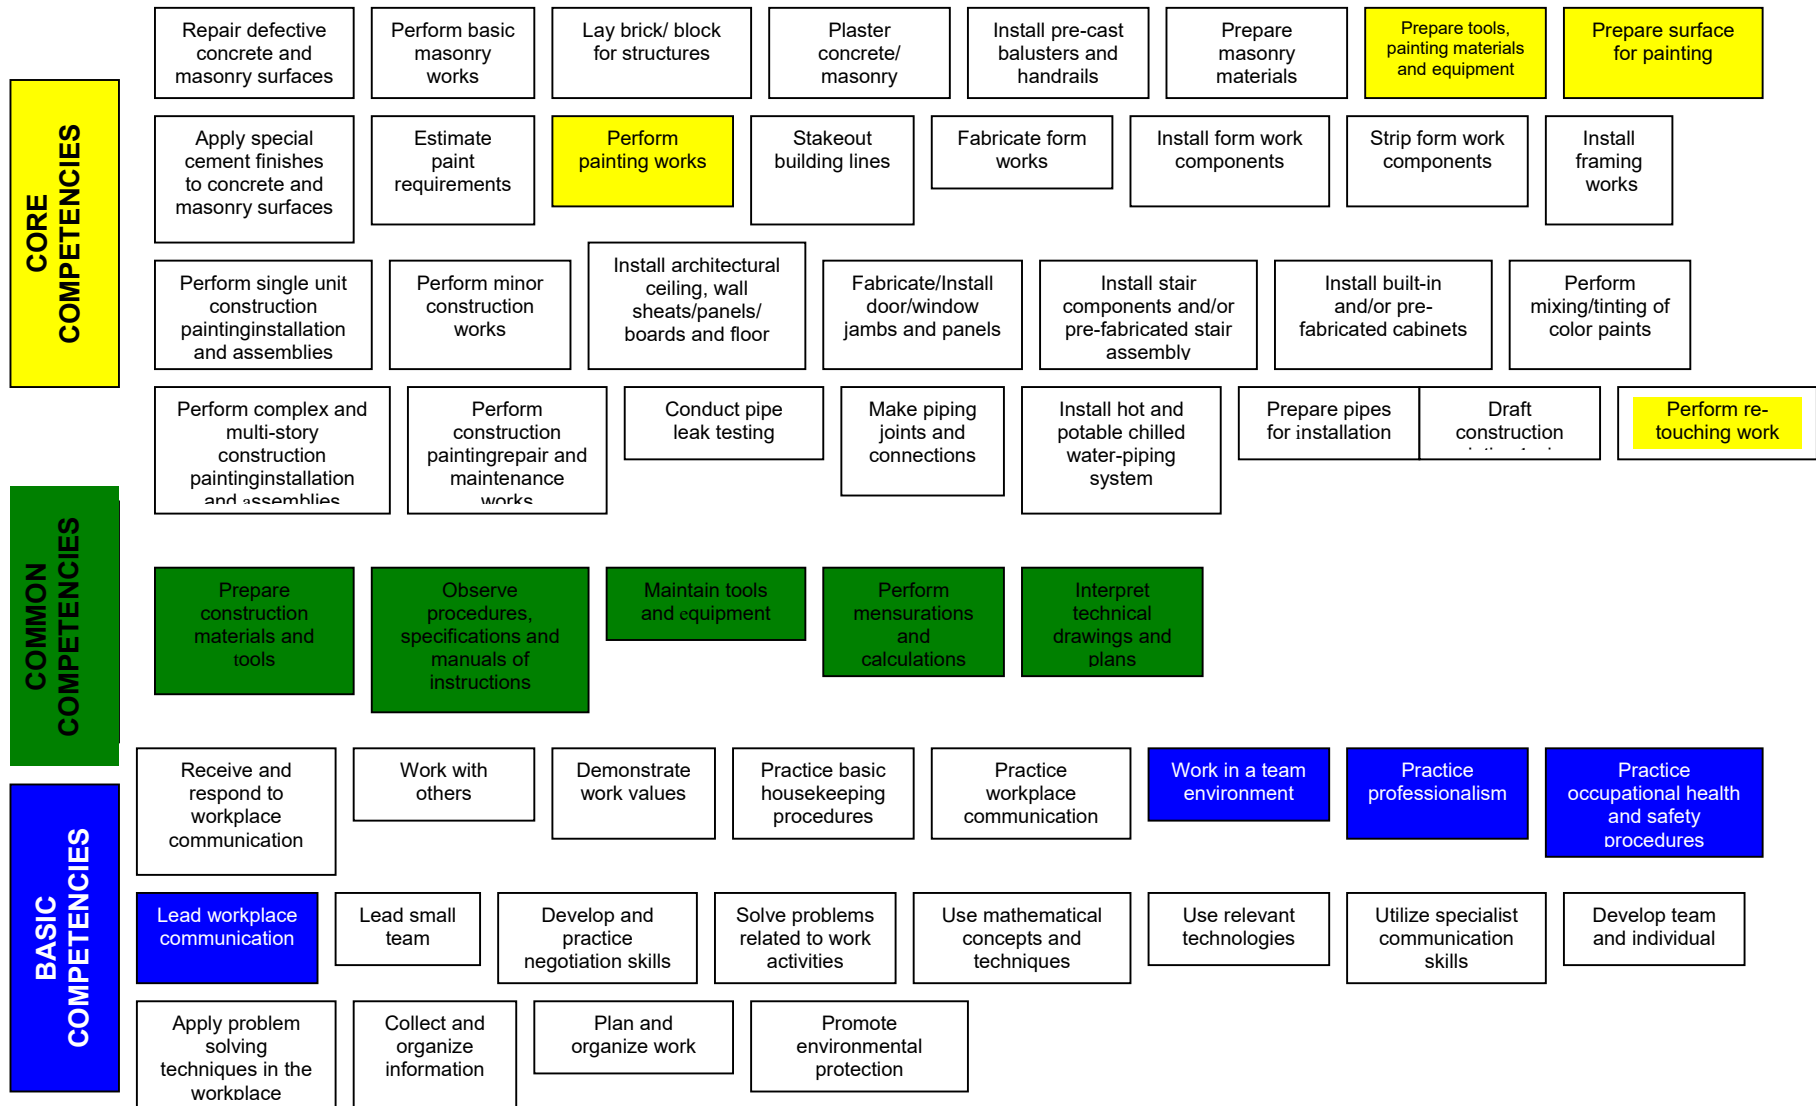 CORE
COMPETENCIES
Repair defective
concrete and
masonry surfaces
Perform basic
masonry
works
Lay brick/ block
for structures
Plaster
concrete/
masonry
Install pre-cast
balusters and
handrails
Prepare
masonry
materials
Prepare tools,
painting materials
and equipment
Prepare surface
for painting
Apply special
cement finishes
to concrete and
masonry surfaces
Estimate
paint
requirements
Perform
painting works
Stakeout
building lines
Fabricate form
works
Install form work
components
Strip form work
components
Install
framing
works
Perform single unit
construction
paintinginstallation
and assemblies
Perform minor
construction
works
Install architectural
ceiling, wall
sheats/panels/
boards and floor
Fabricate/Install
door/window
jambs and panels
Install stair
components and/or
pre-fabricated stair
assembly
Install built-in
and/or pre-
fabricated cabinets
Perform
mixing/tinting of
color paints
Perform complex and
multi-story
construction
paintinginstallation
and assemblies
Perform
construction
paintingrepair and
maintenance
works
Conduct pipe
leak testing
Make piping
joints and
connections
Install hot and
potable chilled
water-piping
system
Prepare pipes
for installation
Draft
construction
Perform re-
touching work
COMMON
COMPETENCIES
Prepare
construction
materials and
tools
Observe
procedures,
specifications and
manuals of
instructions
Maintain tools
and equipment
Perform
mensurations
and
calculations
Interpret
technical
drawings and
plans
BASIC
COMPETENCIES
Receive and
respond to
workplace
communication
Work with
others
Demonstrate
work values
Practice basic
housekeeping
procedures
Practice
workplace
communication
Work in a team
environment
Practice
professionalism
Practice
occupational health
and safety
procedures
Lead workplace
communication
Lead small
team
Develop and
practice
negotiation skills
Solve problems
related to work
activities
Use mathematical
concepts and
techniques
Use relevant
technologies
Utilize specialist
communication
skills
Develop team
and individual
Apply problem
solving
techniques in the
workplace
Collect and
organize
information
Plan and
organize work
Promote
environmental
protection